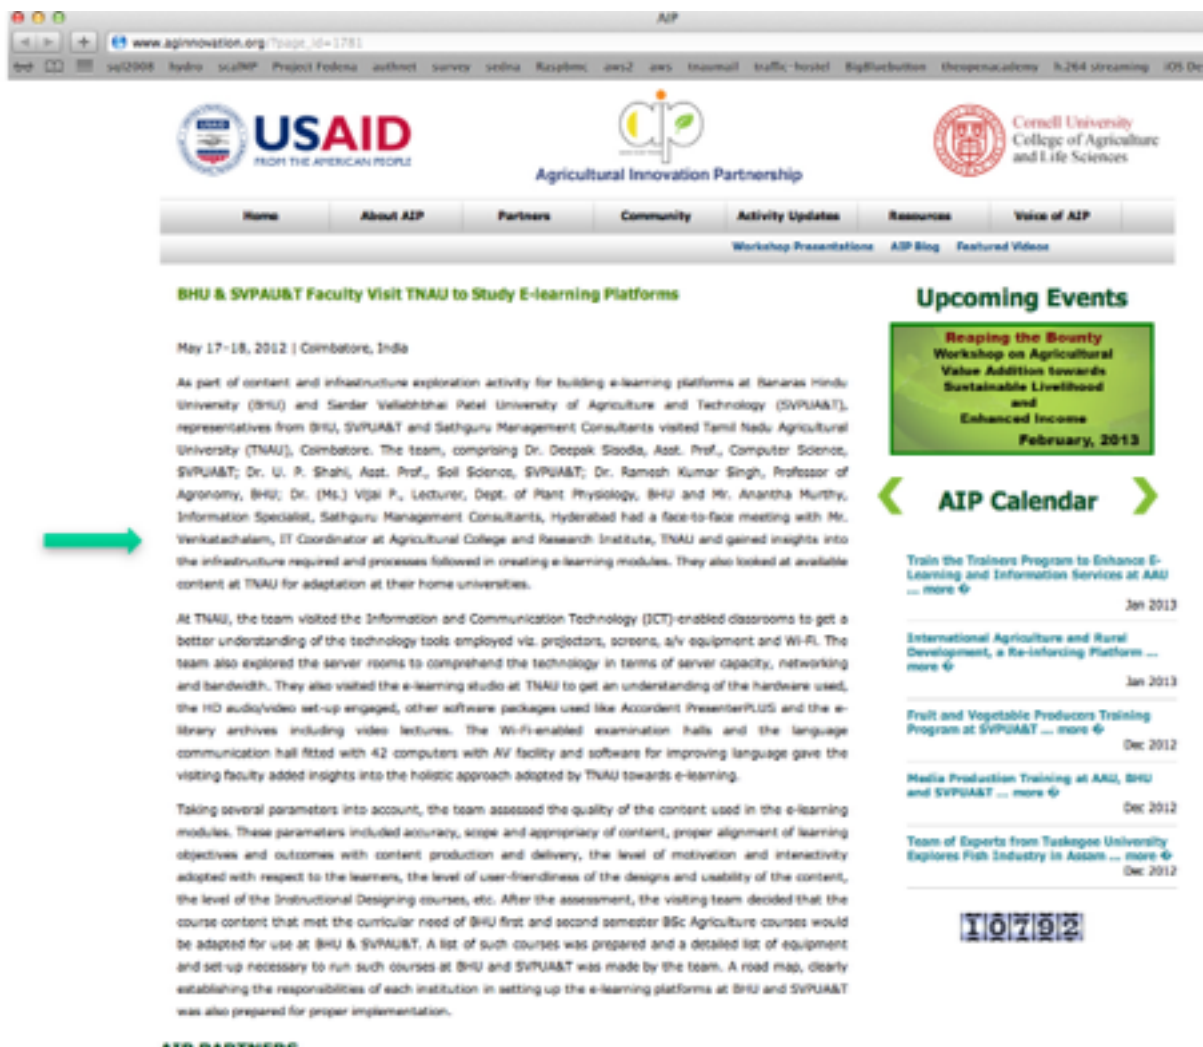 AIP
www.aginnovation.org/?page_id=1781
sql2008 hydro scalMP Project Fedena authnet survey sedna Raspbmc aws2 aws tnaumail traffic-hostel BigBluebutton theopenacademy h.264 streaming iOS De
USAID
FROM THE AMERICAN PEOPLE
aip
Agricultural Innovation Partnership
Cornell University
College of Agriculture
and Life Sciences
Home About AIP Partners Community Activity Updates Resources Voice of AIP
Workshop Presentations AIP Blog Featured Videos
BHU & SVPAU&T Faculty Visit TNAU to Study E-learning Platforms
May 17-18, 2012 | Coimbatore, India
As part of content and infrastructure exploration activity for building e-learning platforms at Banaras Hindu
University (BHU) and Sardar Vallabhbhai Patel University of Agriculture and Technology (SVPUA&T),
representatives from BHU, SVPUA&T and Sathguru Management Consultants visited Tamil Nadu Agricultural
University (TNAU), Coimbatore. The team, comprising Dr. Deepak Sisodia, Asst. Prof., Computer Science,
SVPUA&T; Dr. U. P. Shahi, Asst. Prof., Soil Science, SVPUA&T; Dr. Ramesh Kumar Singh, Professor of
Agronomy, BHU; Dr. (Ms.) Vijai P., Lecturer, Dept. of Plant Physiology, BHU and Mr. Anantha Murthy,
Information Specialist, Sathguru Management Consultants, Hyderabad had a face-to-face meeting with Mr.
Venkatachalam, IT Coordinator at Agricultural College and Research Institute, TNAU and gained insights into
the infrastructure required and processes followed in creating e-learning modules. They also looked at available
content at TNAU for adaptation at their home universities.
At TNAU, the team visited the Information and Communication Technology (ICT)-enabled classrooms to get a
better understanding of the technology tools employed viz. projectors, screens, a/v equipment and Wi-Fi. The
team also explored the server rooms to comprehend the technology in terms of server capacity, networking
and bandwidth. They also visited the e-learning studio at TNAU to get an understanding of the hardware used,
the HD audio/video set-up engaged, other software packages used like Accordent PresenterPLUS and the e-
library archives including video lectures. The Wi-Fi-enabled examination halls and the language
communication hall fitted with 42 computers with AV facility and software for improving language gave the
visiting faculty added insights into the holistic approach adopted by TNAU towards e-learning.
Taking several parameters into account, the team assessed the quality of the content used in the e-learning
modules. These parameters included accuracy, scope and appropriacy of content, proper alignment of learning
objectives and outcomes with content production and delivery, the level of motivation and interactivity
adopted with respect to the learners, the level of user-friendliness of the designs and usability of the content,
the level of the Instructional Designing courses, etc. After the assessment, the visiting team decided that the
course content that met the curricular need of BHU first and second semester BSc Agriculture courses would
be adapted for use at BHU & SVPAU&T. A list of such courses was prepared and a detailed list of equipment
and set-up necessary to run such courses at BHU and SVPUA&T was made by the team. A road map, clearly
establishing the responsibilities of each institution in setting up the e-learning platforms at BHU and SVPUA&T
was also prepared for proper implementation.
AIP PARTNERS
Upcoming Events
Reaping the Bounty
Workshop on Agricultural
Value Addition towards
Sustainable Livelihood
and
Enhanced Income
February, 2013
AIP Calendar
Train the Trainers Program to Enhance E-
Learning and Information Services at AAU
... more �
Jan 2013
International Agriculture and Rural
Development, a Re-inforcing Platform ...
more �
Jan 2013
Fruit and Vegetable Producers Training
Program at SVPUA&T ... more �
Dec 2012
Media Production Training at AAU, BHU
and SVPUA&T ... more �
Dec 2012
Team of Experts from Tuskegee University
Explores Fish Industry in Assam ... more �
Dec 2012
10792